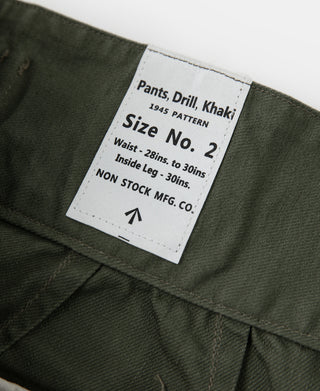 Pants, Drill, Khaki
1945 PATTERN
Size No. 2
Waist - 28ins. to 30ins
Inside Leg - 30ins.
NON STOCK MFG. CO.